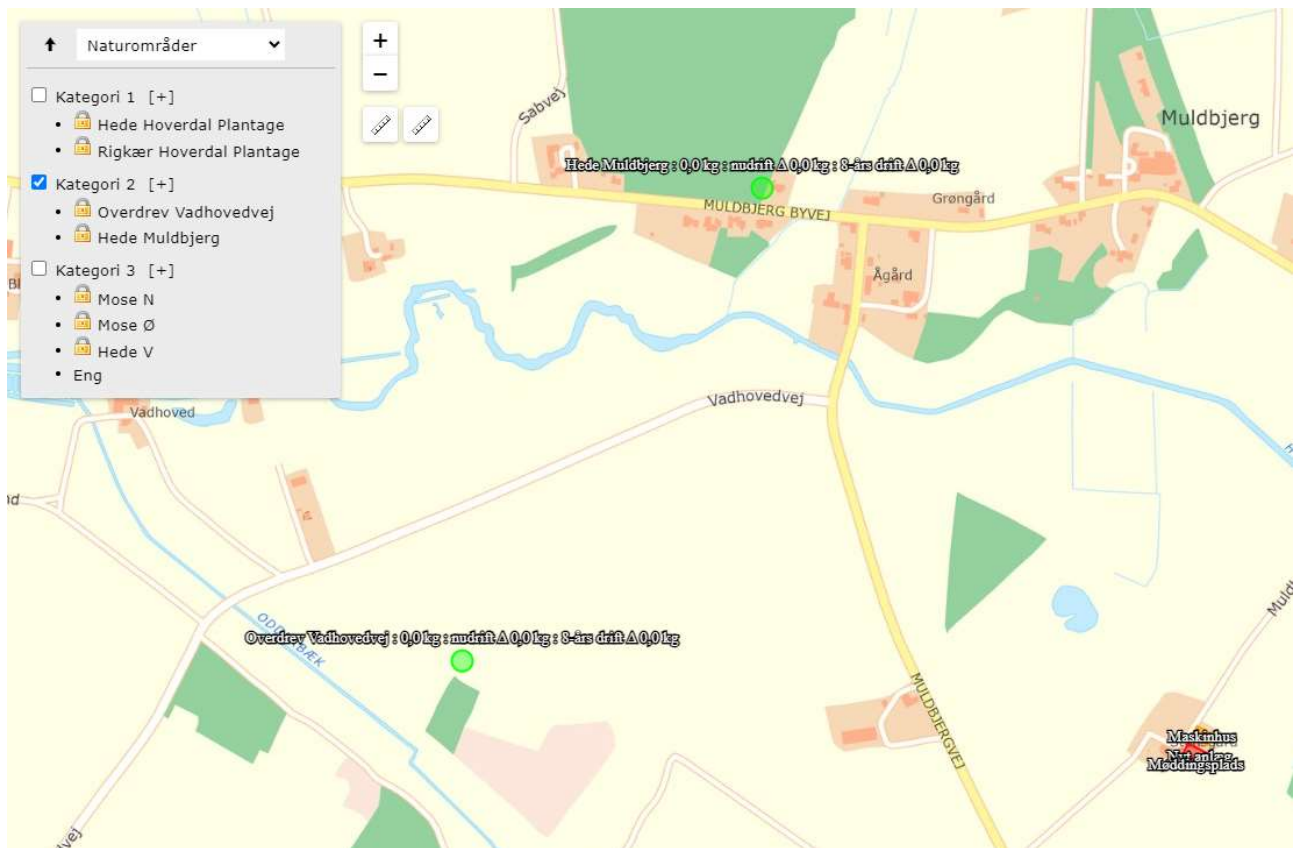 Naturområder
Kategori 1 [+]
Hede Hoverdal Plantage
Rigkær Hoverdal Plantage
Kategori 2 [+]
Overdrev Vadhovedvej
Hede Muldbjerg
Kategori 3 [+]
Mose N
Mose Ø
Hede V
Eng
+
−
Sabvej
Muldbjerg
Hede Muldbjerg : 0,0 kg : nudrift Δ 0,0 kg : 8-års drift Δ 0,0 kg
MULDBJERG BYVEJ
Grøngård
Ågård
Vadhovedvej
Vadhoved
Overdrev Vadhovedvej : 0,0 kg : nudrift Δ 0,0 kg : 8-års drift Δ 0,0 kg
MULDBJERGVEJ
Maskinhus
Nyt anlæg
Møddingsplads